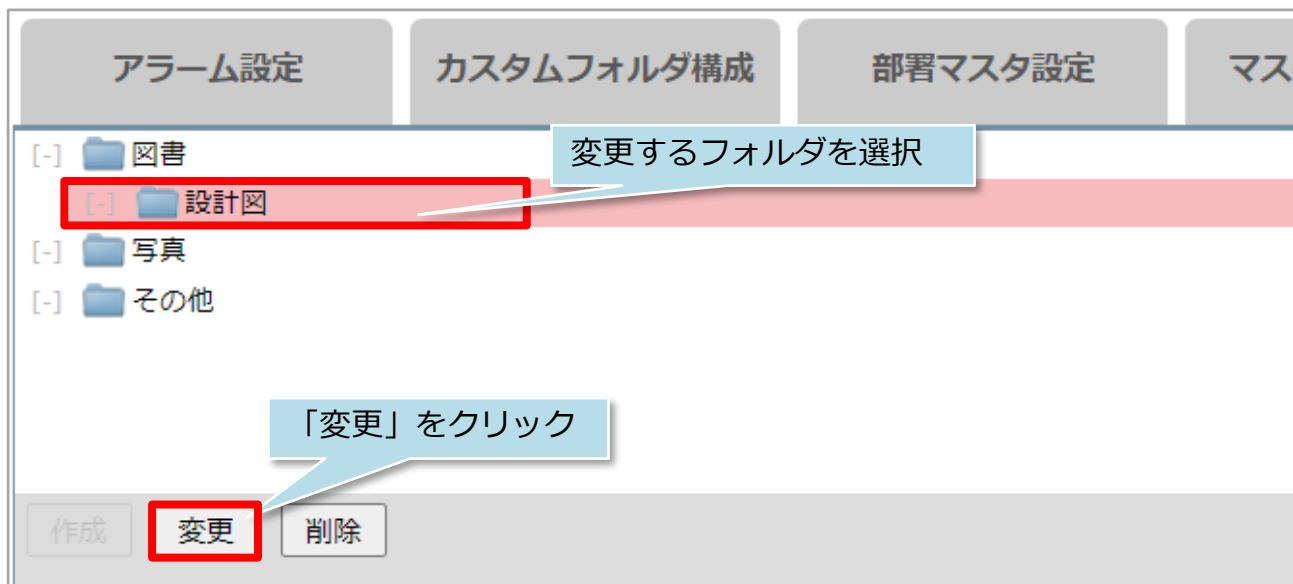 アラーム設定 カスタムフォルダ構成 部署マスタ設定 マス
[-] 図書
変更するフォルダを選択
[-] 設計図
[-] 写真
[-] その他
「変更」をクリック
作成 変更 削除